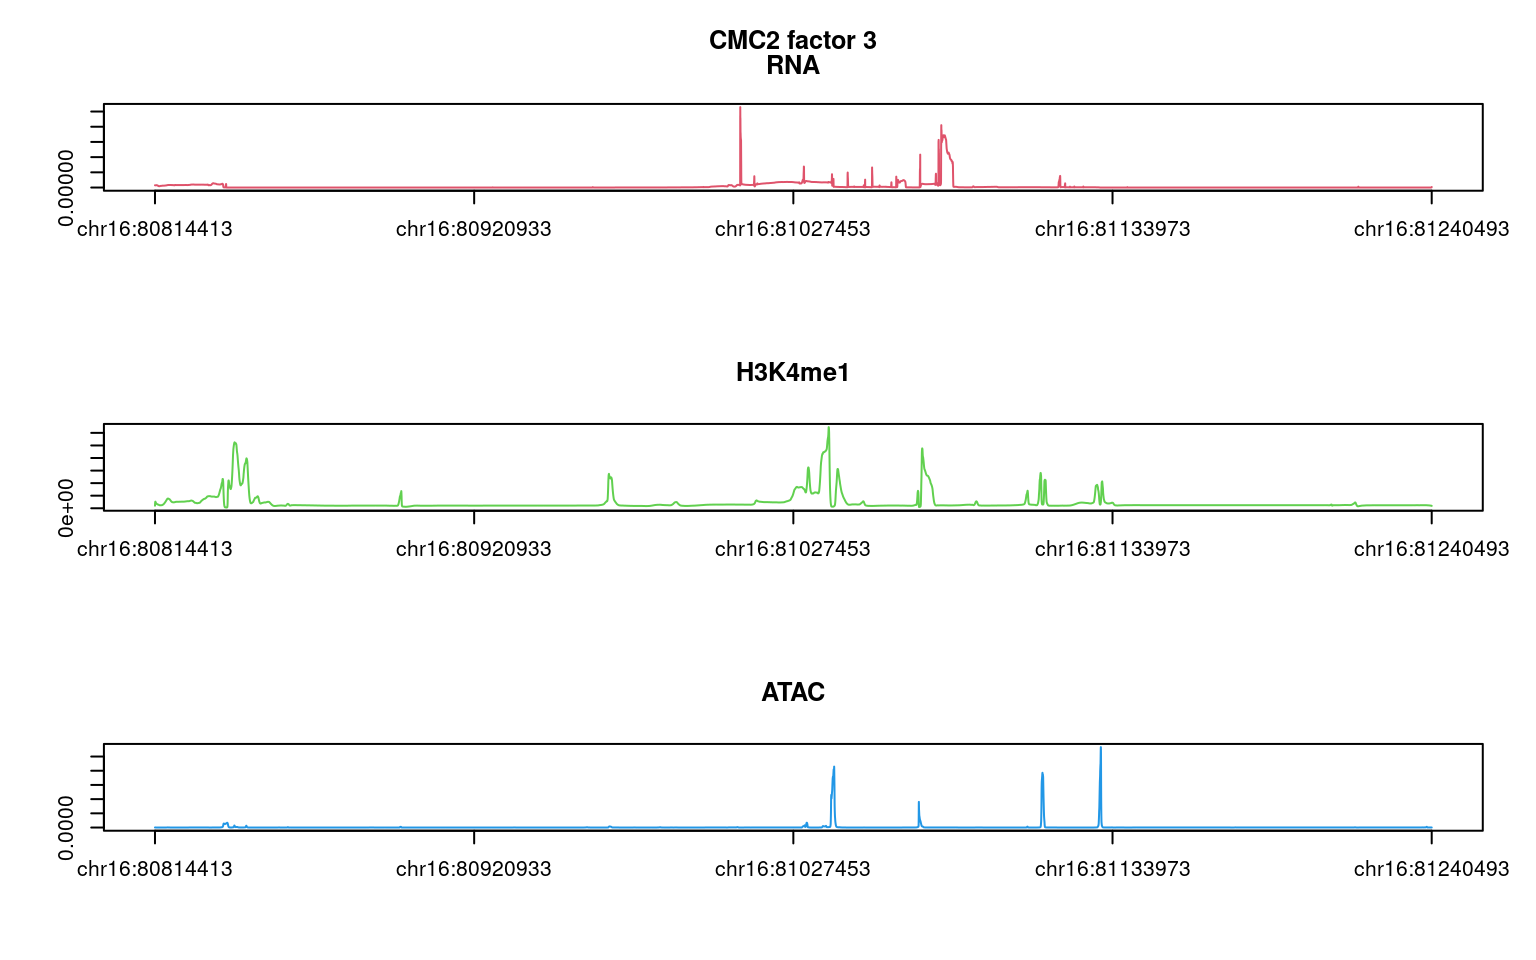 CMC2 factor 3
RNA
0.00000
chr16:80814413 chr16:80920933 chr16:81027453 chr16:81133973 chr16:81240493
H3K4me1
0e+00
chr16:80814413 chr16:80920933 chr16:81027453 chr16:81133973 chr16:81240493
ATAC
0.0000
chr16:80814413 chr16:80920933 chr16:81027453 chr16:81133973 chr16:81240493